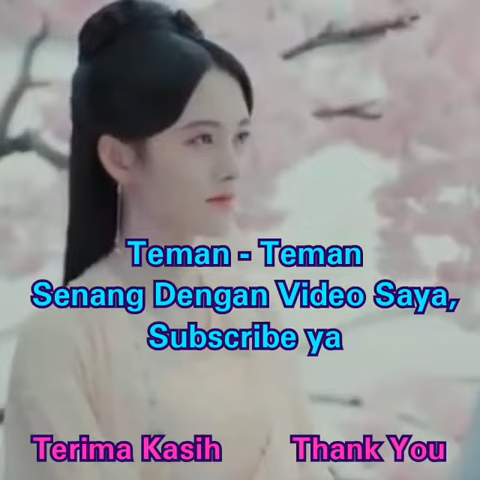 Teman - Teman
Senang Dengan Video Saya,
Subscribe ya
Terima Kasih Thank You